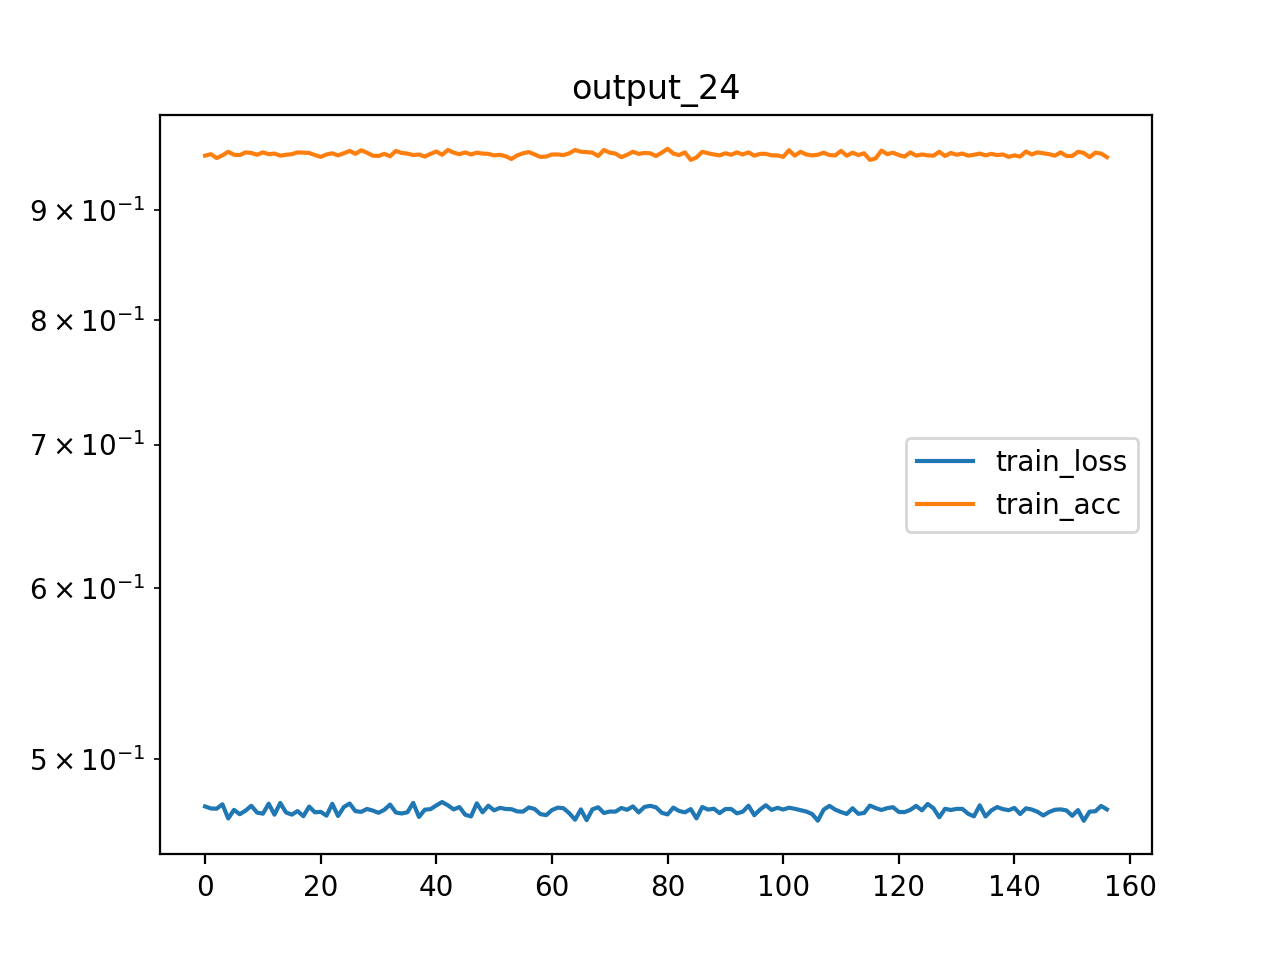 output_24
9 × 10⁻¹
8 × 10⁻¹
7 × 10⁻¹
6 × 10⁻¹
5 × 10⁻¹
train_loss
train_acc
0 20 40 60 80 100 120 140 160